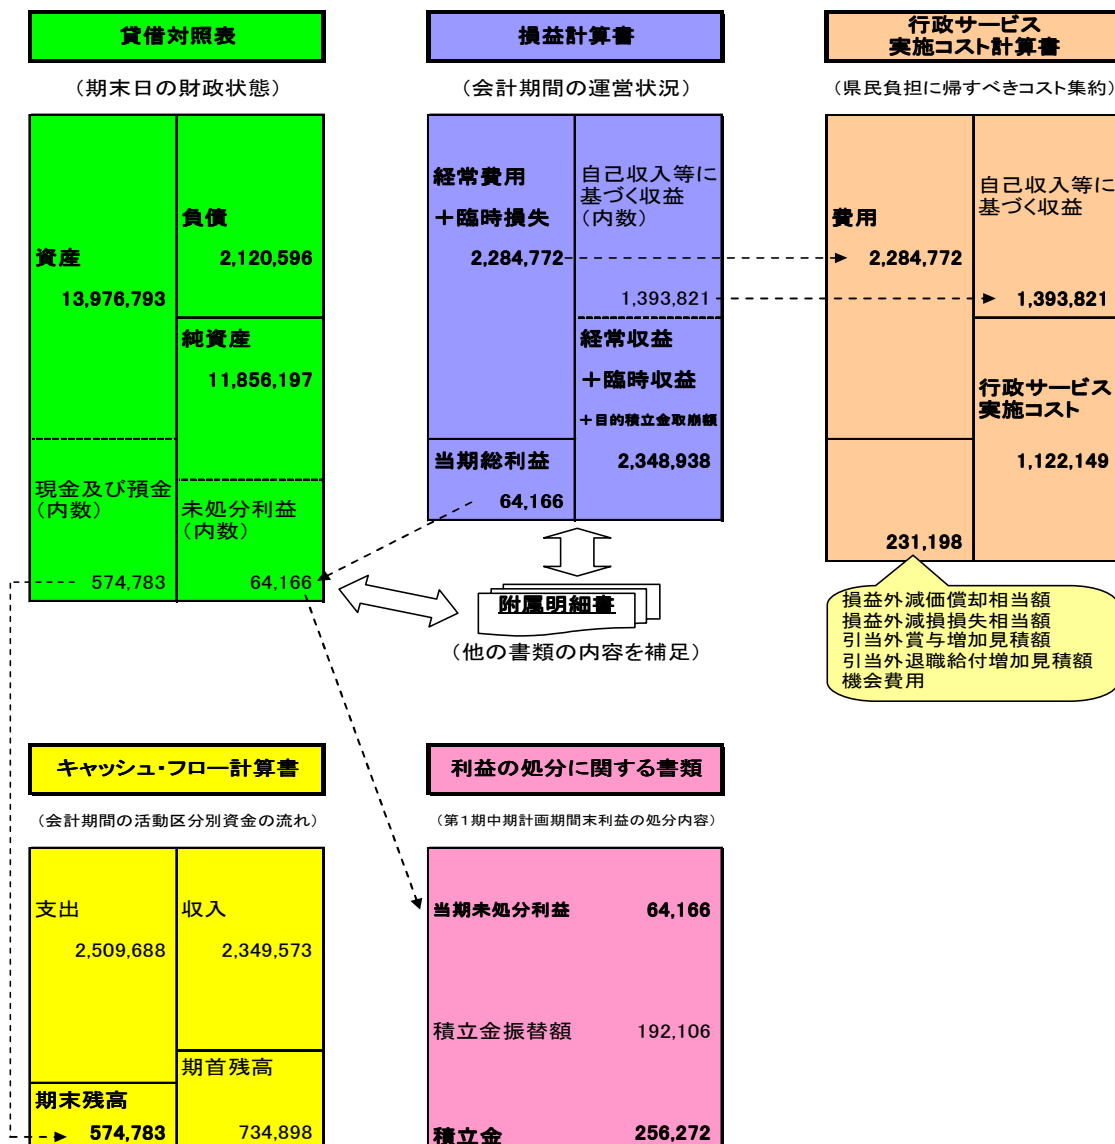 貸借対照表
（期末日の財政状態）
資産
13,976,793
現金及び預金
（内数）
574,783
負債
2,120,596
純資産
11,856,197
未処分利益
（内数）
64,166
損益計算書
（会計期間の運営状況）
経常費用
＋臨時損失
2,284,772
当期総利益
64,166
自己収入等に
基づく収益
（内数）
1,393,821
経常収益
＋臨時収益
＋目的積立金取崩額
2,348,938
行政サービス
実施コスト計算書
（県民負担に帰すべきコスト集約）
費用
2,284,772
231,198
自己収入等に
基づく収益
1,393,821
行政サービス
実施コスト
1,122,149
損益外減価償却相当額
損益外減損損失相当額
引当外賞与増加見積額
引当外退職給付増加見積額
機会費用
附属明細書
（他の書類の内容を補足）
キャッシュ・フロー計算書
（会計期間の活動区分別資金の流れ）
支出
2,509,688
期末残高
574,783
収入
2,349,573
期首残高
734,898
利益の処分に関する書類
（第1期中期計画期間末利益の処分内容）
当期未処分利益 64,166
積立金振替額 192,106
積立金 256,272